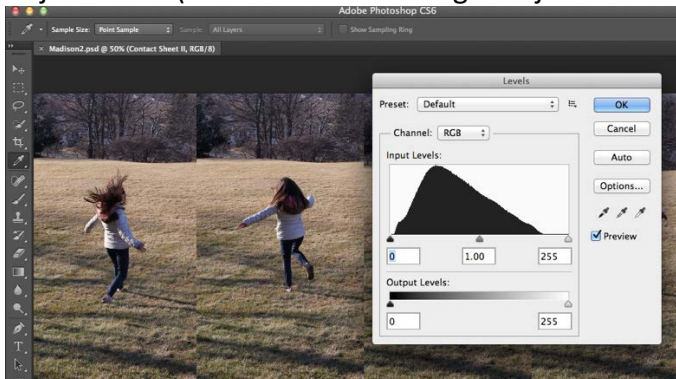 Adobe Photoshop CS6
Sample Size: Point Sample Sample: All Layers Show Sampling Ring
× Madison2.psd @ 50% (Contact Sheet II, RGB/8)
Levels
Preset: Default
OK
Channel: RGB
Cancel
Input Levels:
Auto
Options...
Preview
0 1.00 255
Output Levels:
0 255
T